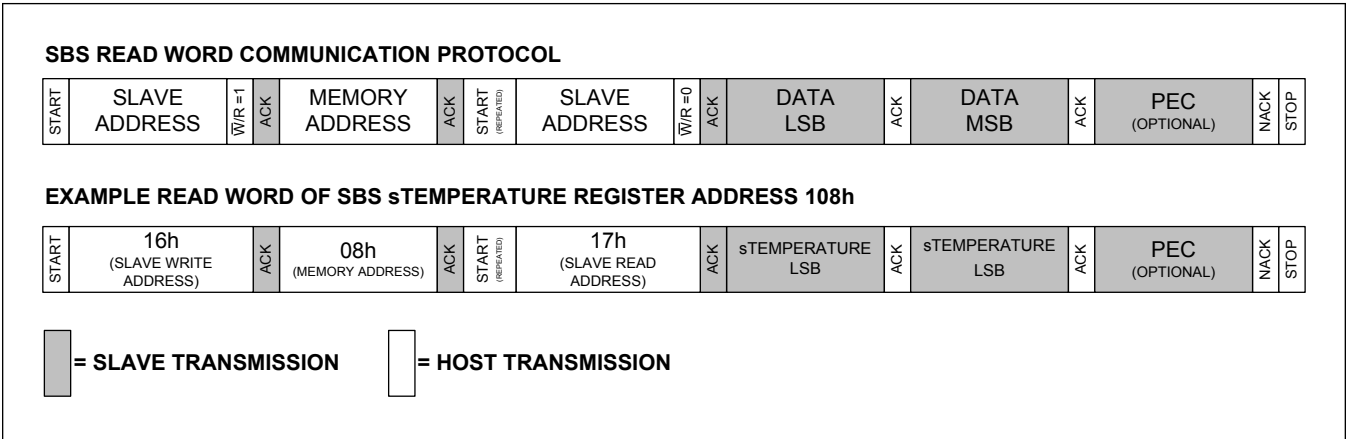 SBS READ WORD COMMUNICATION PROTOCOL
START
SLAVE
ADDRESS
W̅/R =1
ACK
MEMORY
ADDRESS
ACK
START
(REPEATED)
SLAVE
ADDRESS
W̅/R =0
ACK
DATA
LSB
ACK
DATA
MSB
ACK
PEC
(OPTIONAL)
NACK
STOP
EXAMPLE READ WORD OF SBS sTEMPERATURE REGISTER ADDRESS 108h
START
16h
(SLAVE WRITE
ADDRESS)
ACK
08h
(MEMORY ADDRESS)
ACK
START
(REPEATED)
17h
(SLAVE READ
ADDRESS)
ACK
sTEMPERATURE
LSB
ACK
sTEMPERATURE
LSB
ACK
PEC
(OPTIONAL)
NACK
STOP
= SLAVE TRANSMISSION
= HOST TRANSMISSION